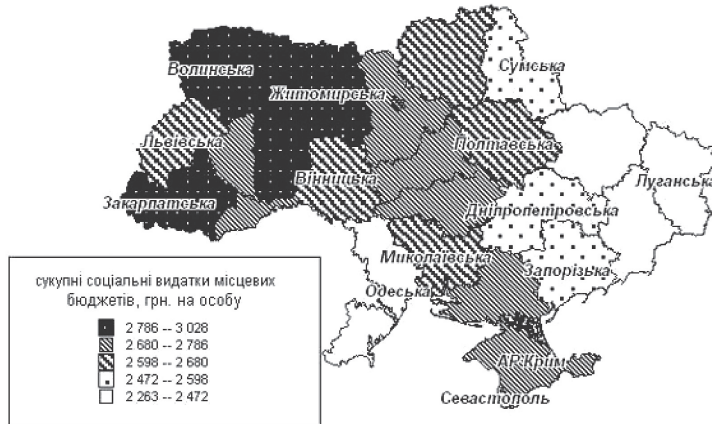 Волинська
Житомирська
Сумська
Львівська
Полтавська
Вінницька
Луганська
Закарпатська
Дніпропетровська
Миколаївська
Запорізька
Одеська
АР Крим
Севастополь
сукупні соціальні видатки місцевих
бюджетів, грн. на особу
2 786 -- 3 028
2 680 -- 2 786
2 598 -- 2 680
2 472 -- 2 598
2 263 -- 2 472